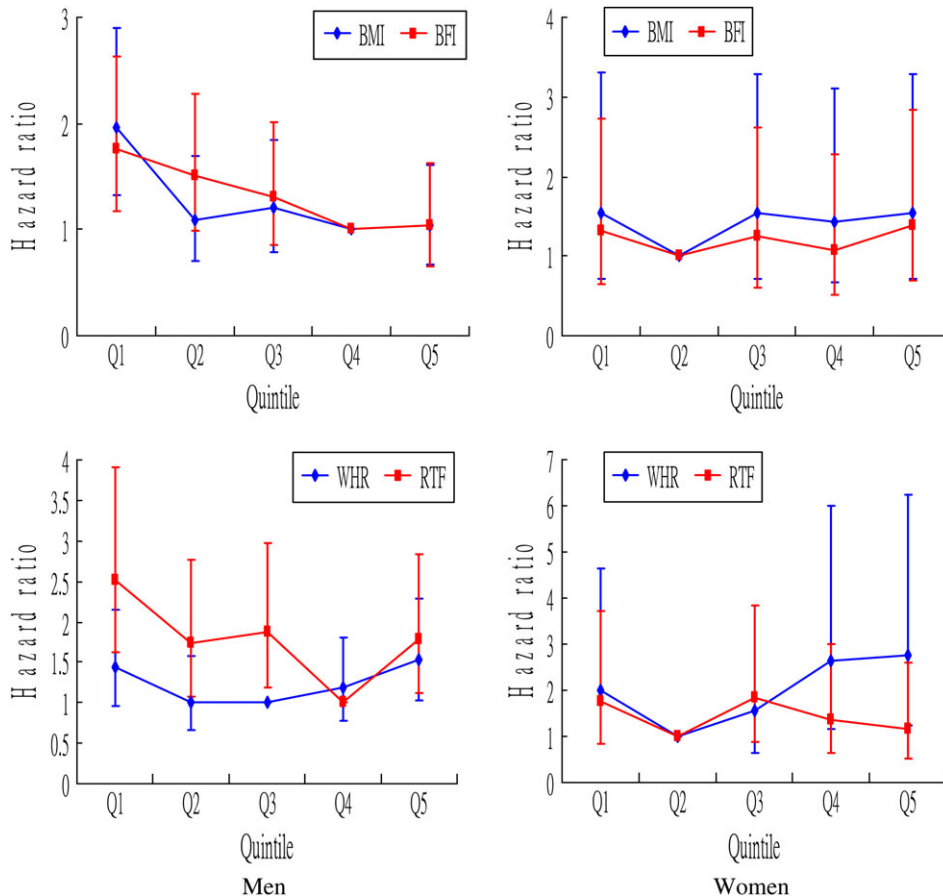 3
2
1
0
Hazard ratio
BMI BFI
Q1 Q2 Q3 Q4 Q5
Quintile
4
3
2
1
0
Hazard ratio
BMI BFI
Q1 Q2 Q3 Q4 Q5
Quintile
4
3.5
3
2.5
2
1.5
1
0.5
0
Hazard ratio
WHR RTF
Q1 Q2 Q3 Q4 Q5
Quintile
Men
7
6
5
4
3
2
1
0
Hazard ratio
WHR RTF
Q1 Q2 Q3 Q4 Q5
Quintile
Women